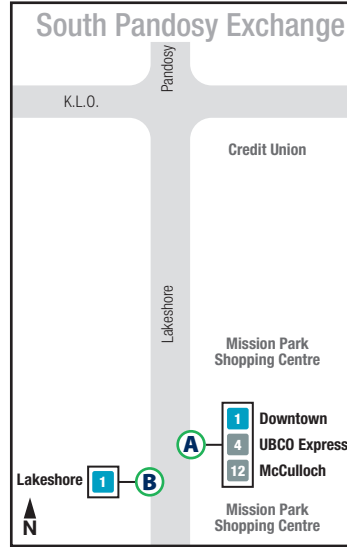 South Pandosy Exchange
Pandosy
K.L.O.
Credit Union
Lakeshore
Mission Park
Shopping Centre
A
1 Downtown
4 UBCO Express
12 McCulloch
Lakeshore 1 B
N
Mission Park
Shopping Centre